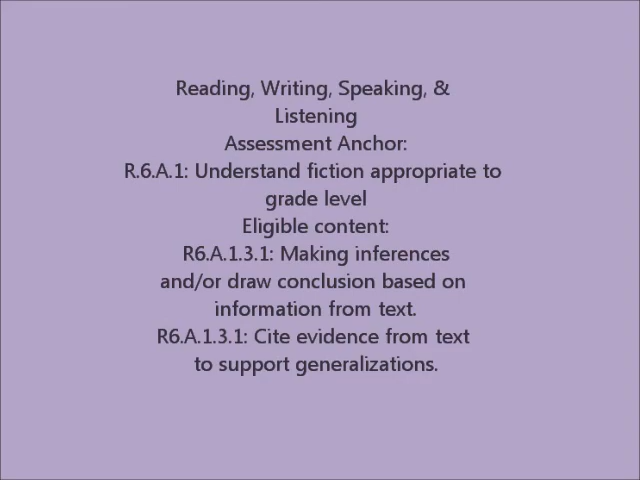 Reading, Writing, Speaking, &
Listening
Assessment Anchor:
R.6.A.1: Understand fiction appropriate to
grade level
Eligible content:
R6.A.1.3.1: Making inferences
and/or draw conclusion based on
information from text.
R6.A.1.3.1: Cite evidence from text
to support generalizations.